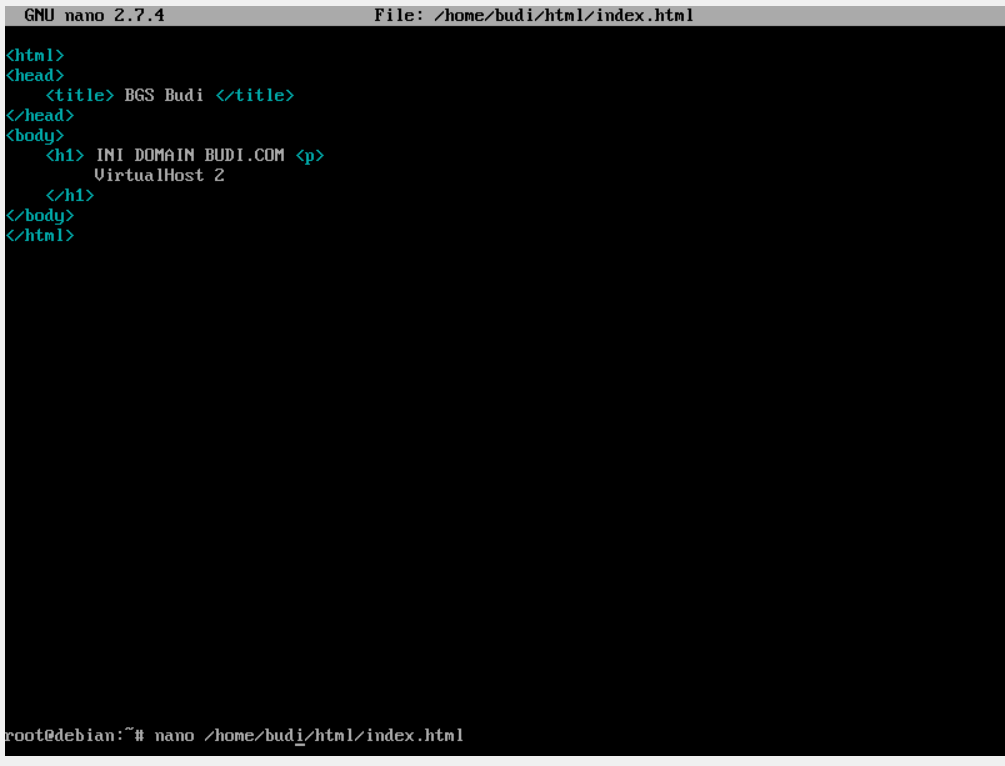 GNU nano 2.7.4 File: /home/budi/html/index.html
<html>
<head>
<title> BGS Budi </title>
</head>
<body>
<h1> INI DOMAIN BUDI.COM <p>
VirtualHost 2
</h1>
</body>
</html>
root@debian:~# nano /home/budi/html/index.html